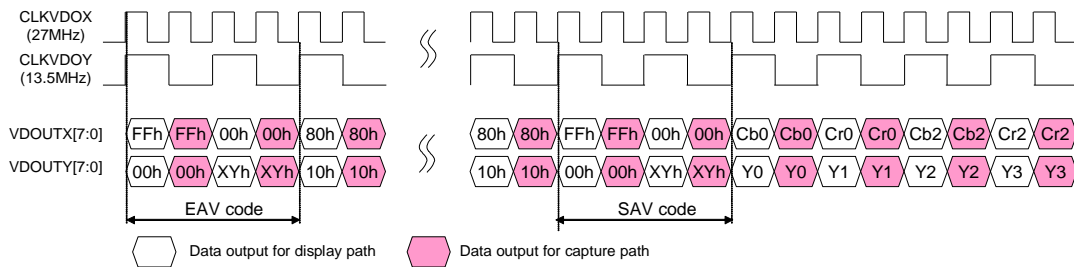 CLKVDOX
(27MHz)
CLKVDOY
(13.5MHz)
VDOUTX[7:0] FFh FFh 00h 00h 80h 80h 80h 80h FFh FFh 00h 00h Cb0 Cb0 Cr0 Cr0 Cb2 Cb2 Cr2 Cr2
VDOUTY[7:0] 00h 00h XYh XYh 10h 10h 10h 10h 00h 00h XYh XYh Y0 Y0 Y1 Y1 Y2 Y2 Y3 Y3
EAV code SAV code
Data output for display path Data output for capture path